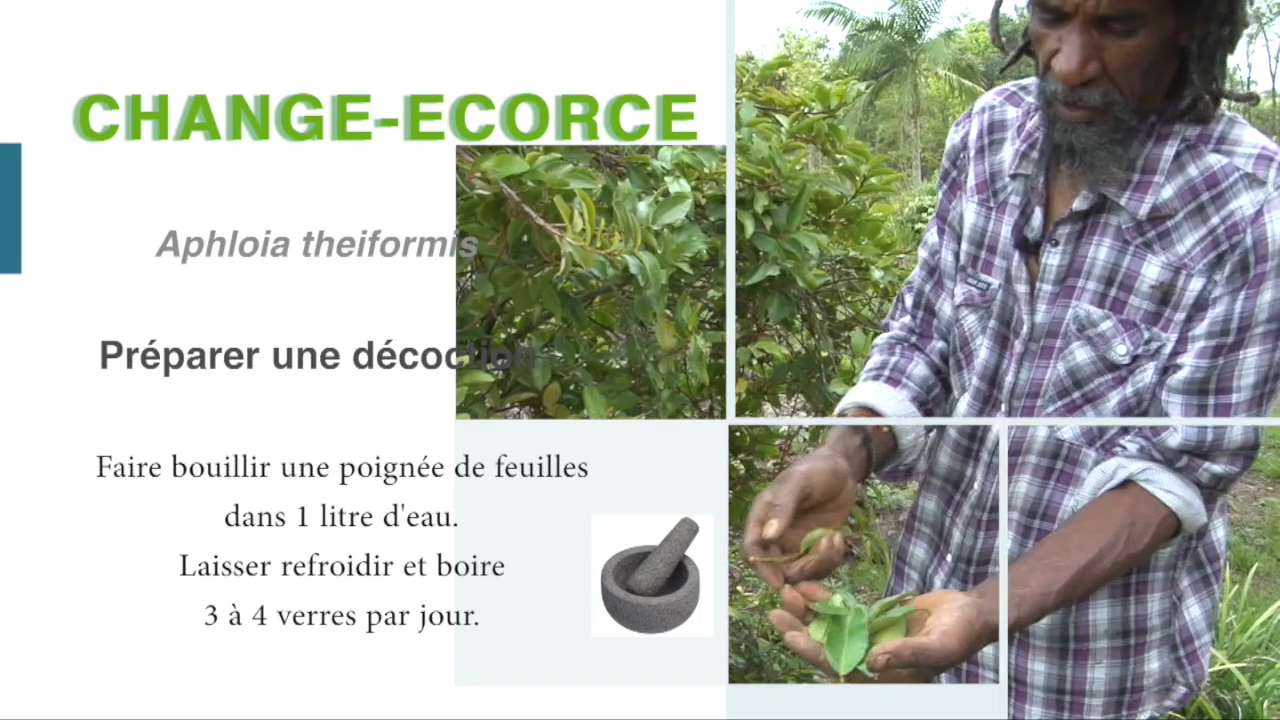 CHANGE-ECORCE
Aphloia theiformis
Préparer une décoction
Faire bouillir une poignée de feuilles
dans 1 litre d'eau.
Laisser refroidir et boire
3 à 4 verres par jour.